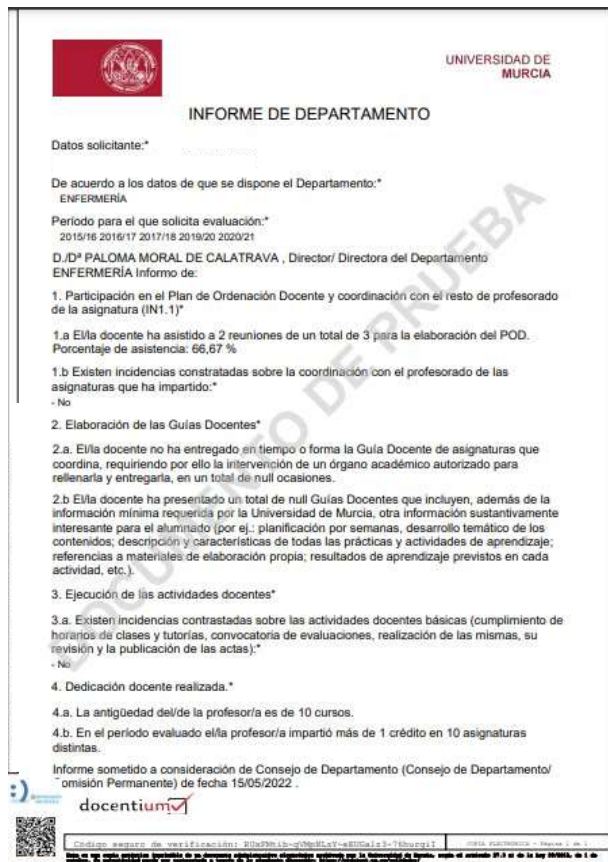 UNIVERSIDAD DE
MURCIA
INFORME DE DEPARTAMENTO
Datos solicitante:*
De acuerdo a los datos de que se dispone el Departamento:*
ENFERMERÍA
Período para el que solicita evaluación:*
2015/16 2016/17 2017/18 2019/20 2020/21
D./Dª PALOMA MORAL DE CALATRAVA , Director/ Directora del Departamento
ENFERMERÍA Informo de:
1. Participación en el Plan de Ordenación Docente y coordinación con el resto de profesorado
de la asignatura (IN1.1)*
1.a El/la docente ha asistido a 2 reuniones de un total de 3 para la elaboración del POD.
Porcentaje de asistencia: 66,67 %
1.b Existen incidencias constratadas sobre la coordinación con el profesorado de las
asignaturas que ha impartido:*
- No
2. Elaboración de las Guías Docentes*
2.a. El/la docente no ha entregado en tiempo o forma la Guía Docente de asignaturas que
coordina, requiriendo por ello la intervención de un órgano académico autorizado para
rellenarla y entregarla, en un total de null ocasiones.
2.b El/la docente ha presentado un total de null Guías Docentes que incluyen, además de la
información mínima requerida por la Universidad de Murcia, otra información sustantivamente
interesante para el alumnado (por ej.: planificación por semanas, desarrollo temático de los
contenidos; descripción y características de todas las prácticas y actividades de aprendizaje;
referencias a materiales de elaboración propia; resultados de aprendizaje previstos en cada
actividad, etc.).
3. Ejecución de las actividades docentes*
3.a. Existen incidencias contrastadas sobre las actividades docentes básicas (cumplimiento de
horarios de clases y tutorías, convocatoria de evaluaciones, realización de las mismas, su
revisión y la publicación de las actas):*
- No
4. Dedicación docente realizada.*
4.a. La antigüedad del/de la profesor/a es de 10 cursos.
4.b. En el período evaluado el/la profesor/a impartió más de 1 crédito en 10 asignaturas
distintas.
Informe sometido a consideración de Consejo de Departamento (Consejo de Departamento/
omisión Permanente) de fecha 15/05/2022 .
DOCUMENTO DE PRUEBA
docentium
Código seguro de verificación:
COPIA ELECTRÓNICA - Página 1 de 1